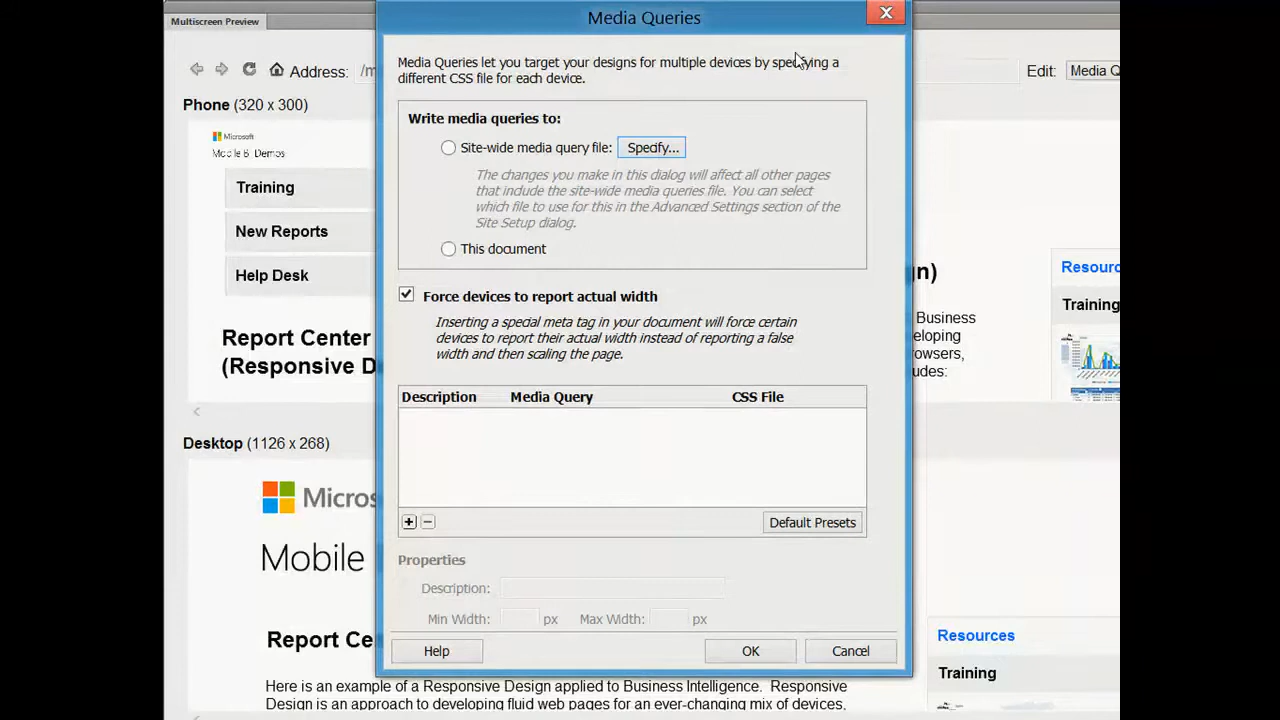 Media Queries
Multiscreen Preview
Address: /m
Edit: Media Q
Media Queries let you target your designs for multiple devices by specifying a
different CSS file for each device.
Write media queries to:
Site-wide media query file: Specify...
The changes you make in this dialog will affect all other pages
that include the site-wide media queries file. You can select
which file to use for this in the Advanced Settings section of the
Site Setup dialog.
This document
Force devices to report actual width
Inserting a special meta tag in your document will force certain
devices to report their actual width instead of reporting a false
width and then scaling the page.
Description Media Query CSS File
Default Presets
Properties
Description:
Min Width: px Max Width: px
Help OK Cancel
Phone (320 x 300)
Microsoft
Training
New Reports
Help Desk
Report Center
(Responsive D
gn)
Business
eloping
owsers,
udes:
Resourc
Training
Desktop (1126 x 268)
Micros
Mobile
Report Ce
Here is an example of a Responsive Design applied to Business Intelligence. Responsive
Design is an approach to developing fluid web pages for an ever-changing mix of devices,
Resources
Training